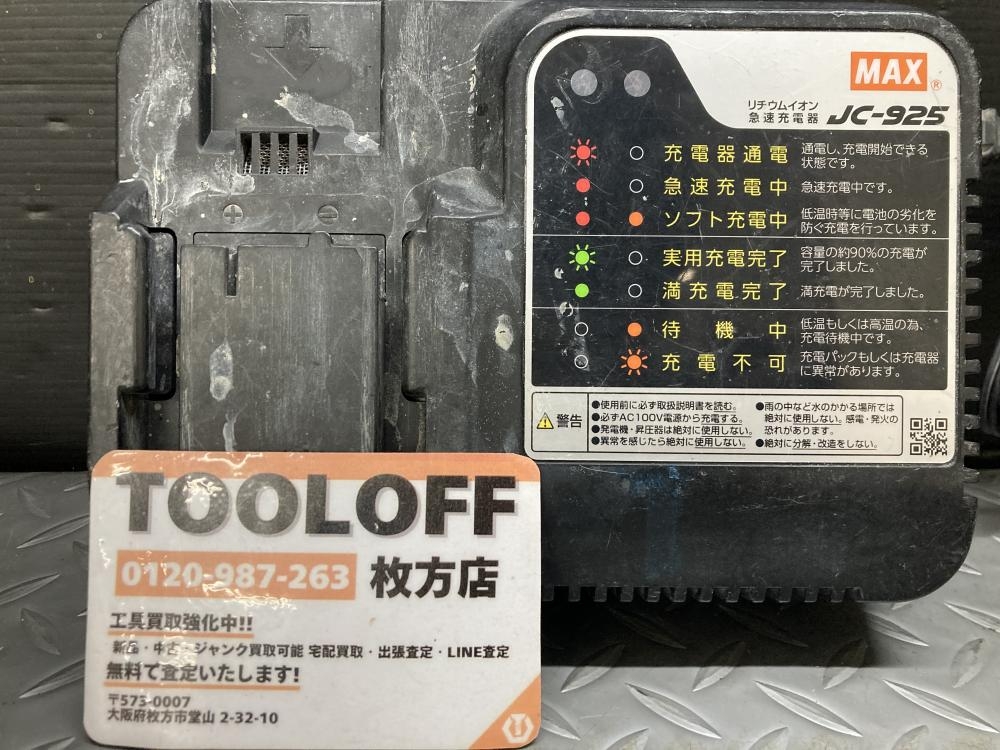 MAX®
リチウムイオン
急速充電器 JC-925
充電器通電 通電し、充電開始できる
状態です。
急速充電中 急速充電中です。
ソフト充電中 低温時等に電池の劣化を
防ぐ充電を行っています。
実用充電完了 容量の約90%の充電が
完了しました。
満充電完了 満充電が完了しました。
待機中 低温もしくは高温の為、
充電待機中です。
充電不可 充電パックもしくは充電器
に異常があります。
警告
●使用前に必ず取扱説明書を読む。
●必ずAC100V電源から充電する。
●発電機・昇圧器は絶対に使用しない。
●異常を感じたら絶対に使用しない。
●雨の中など水のかかる場所では
絶対に使用しない。感電・発火の
恐れがあります。
●絶対に分解・改造をしない。
TOOLOFF
0120-987-263 枚方店
工具買取強化中!!
新品・中古・ジャンク買取可能 宅配買取・出張査定・LINE査定
無料で査定いたします!
〒573-0007
大阪府枚方市堂山 2-32-10